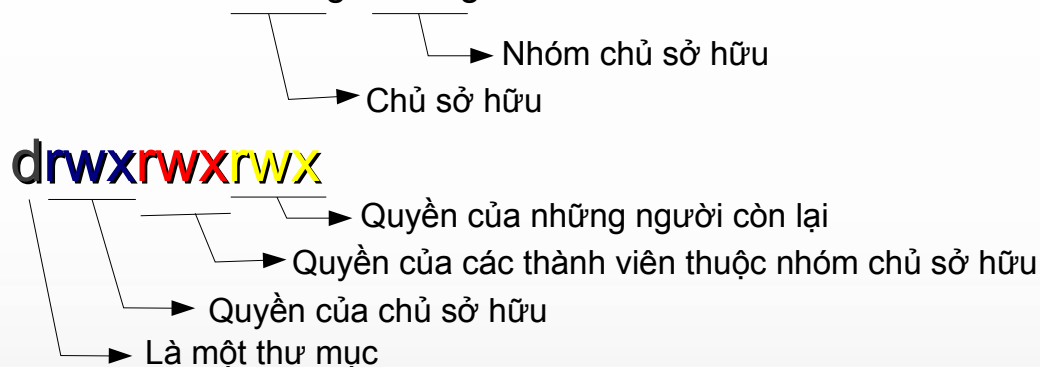 Nhóm chủ sở hữu
Chủ sở hữu
drwxrwxrwx
Quyền của những người còn lại
Quyền của các thành viên thuộc nhóm chủ sở hữu
Quyền của chủ sở hữu
Là một thư mục